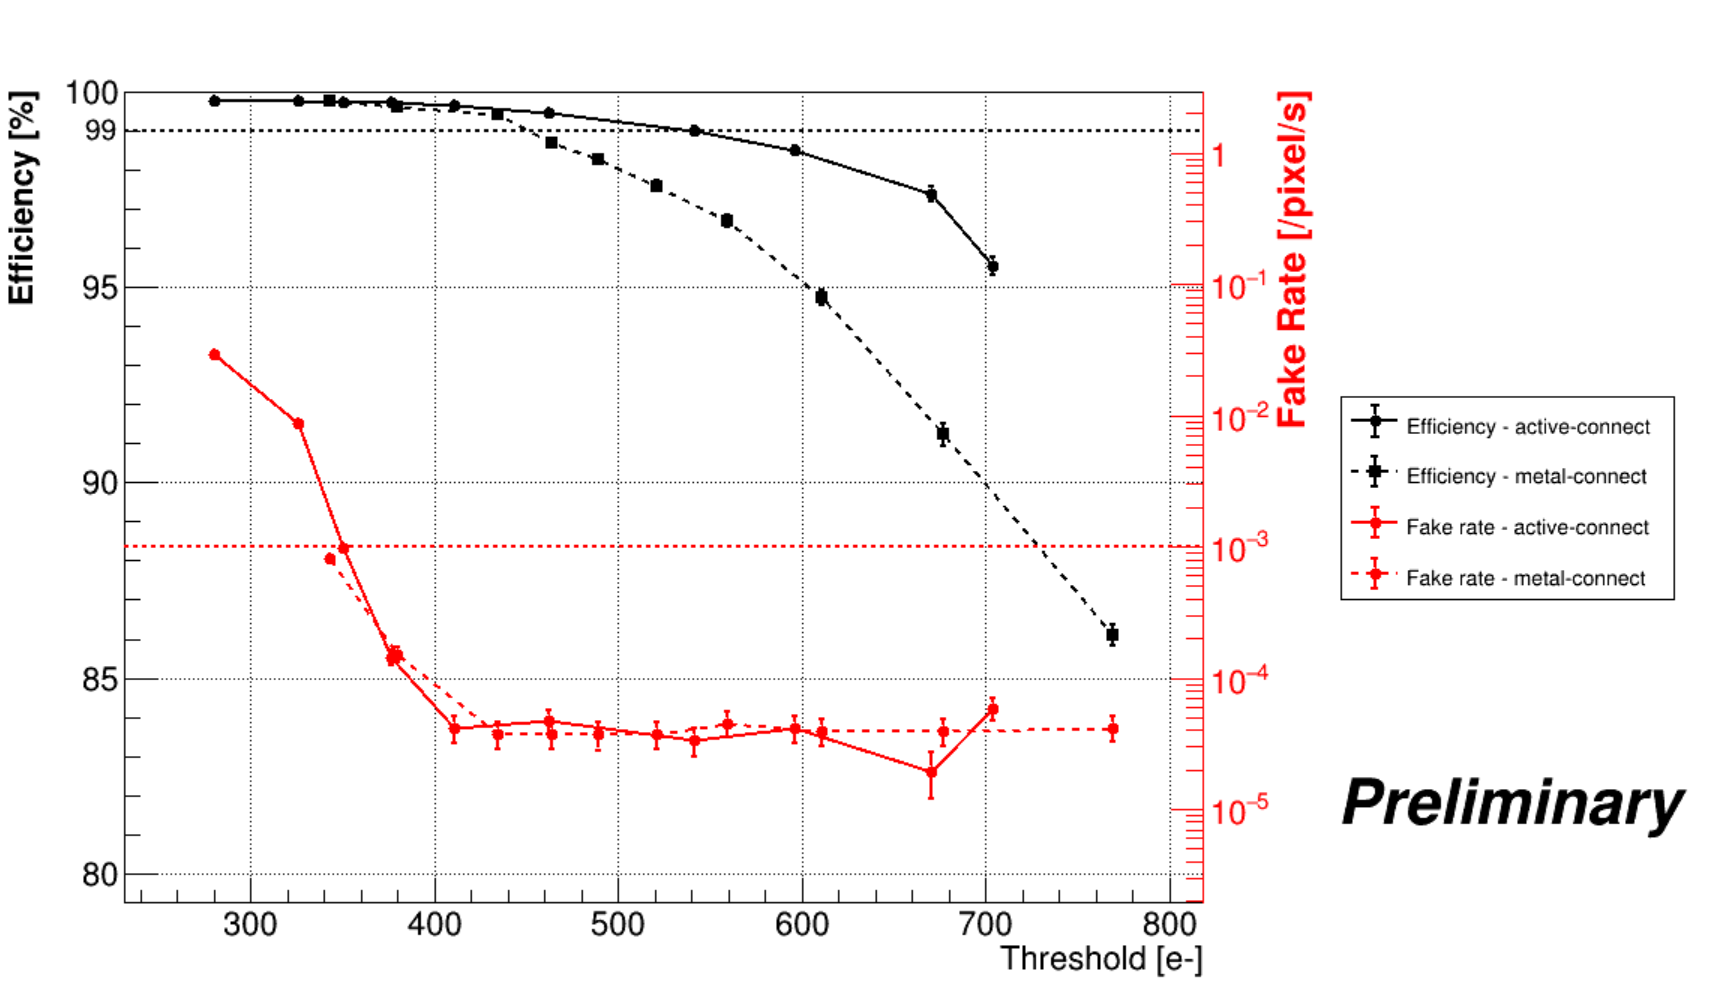 Efficiency [%]
100
99
95
90
85
80
300 400 500 600 700 800
Threshold [e-]
Fake Rate [/pixel/s]
1
10⁻¹
10⁻²
10⁻³
10⁻⁴
10⁻⁵
Efficiency - active-connect
Efficiency - metal-connect
Fake rate - active-connect
Fake rate - metal-connect
Preliminary